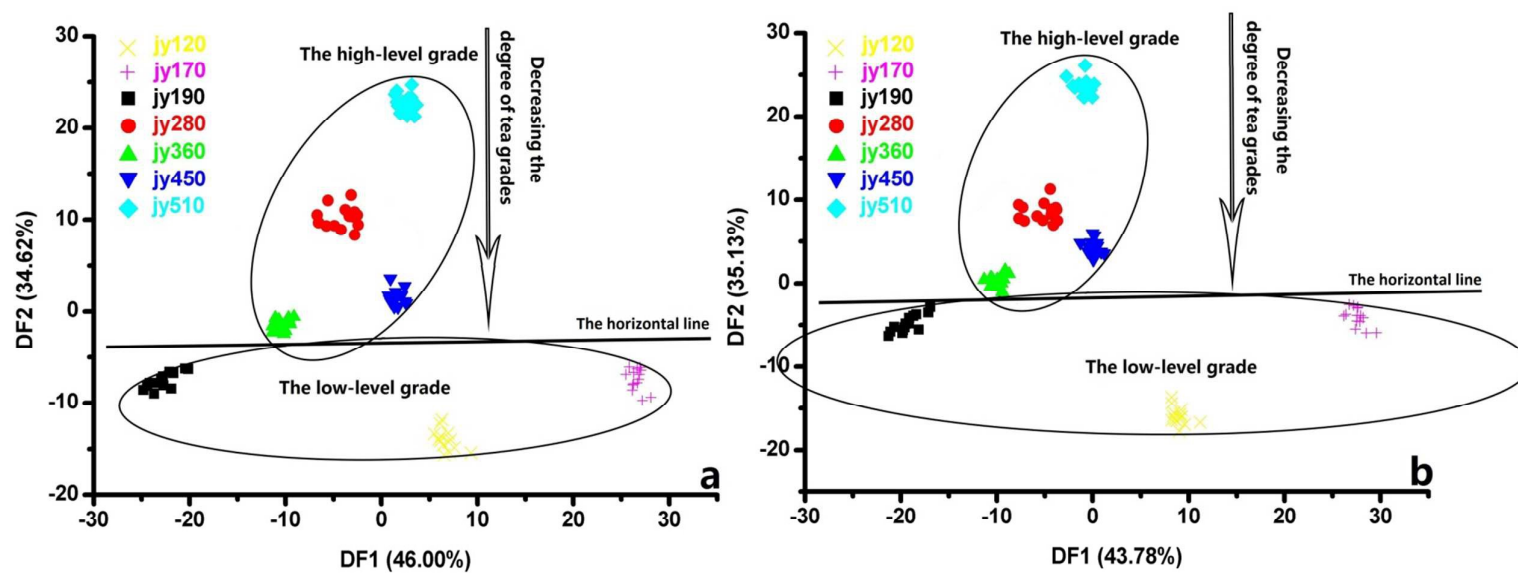 30
20
10
0
-10
-20
DF2 (34.62%)
jy120
jy170
jy190
jy280
jy360
jy450
jy510
The high-level grade
Decreasing the
degree of tea grades
The horizontal line
The low-level grade
a
-30 -20 -10 0 10 20 30
DF1 (46.00%)
30
20
10
0
-10
-20
DF2 (35.13%)
jy120
jy170
jy190
jy280
jy360
jy450
jy510
The high-level grade
Decreasing the
degree of tea grades
The horizontal line
The low-level grade
b
-30 -20 -10 0 10 20 30
DF1 (43.78%)